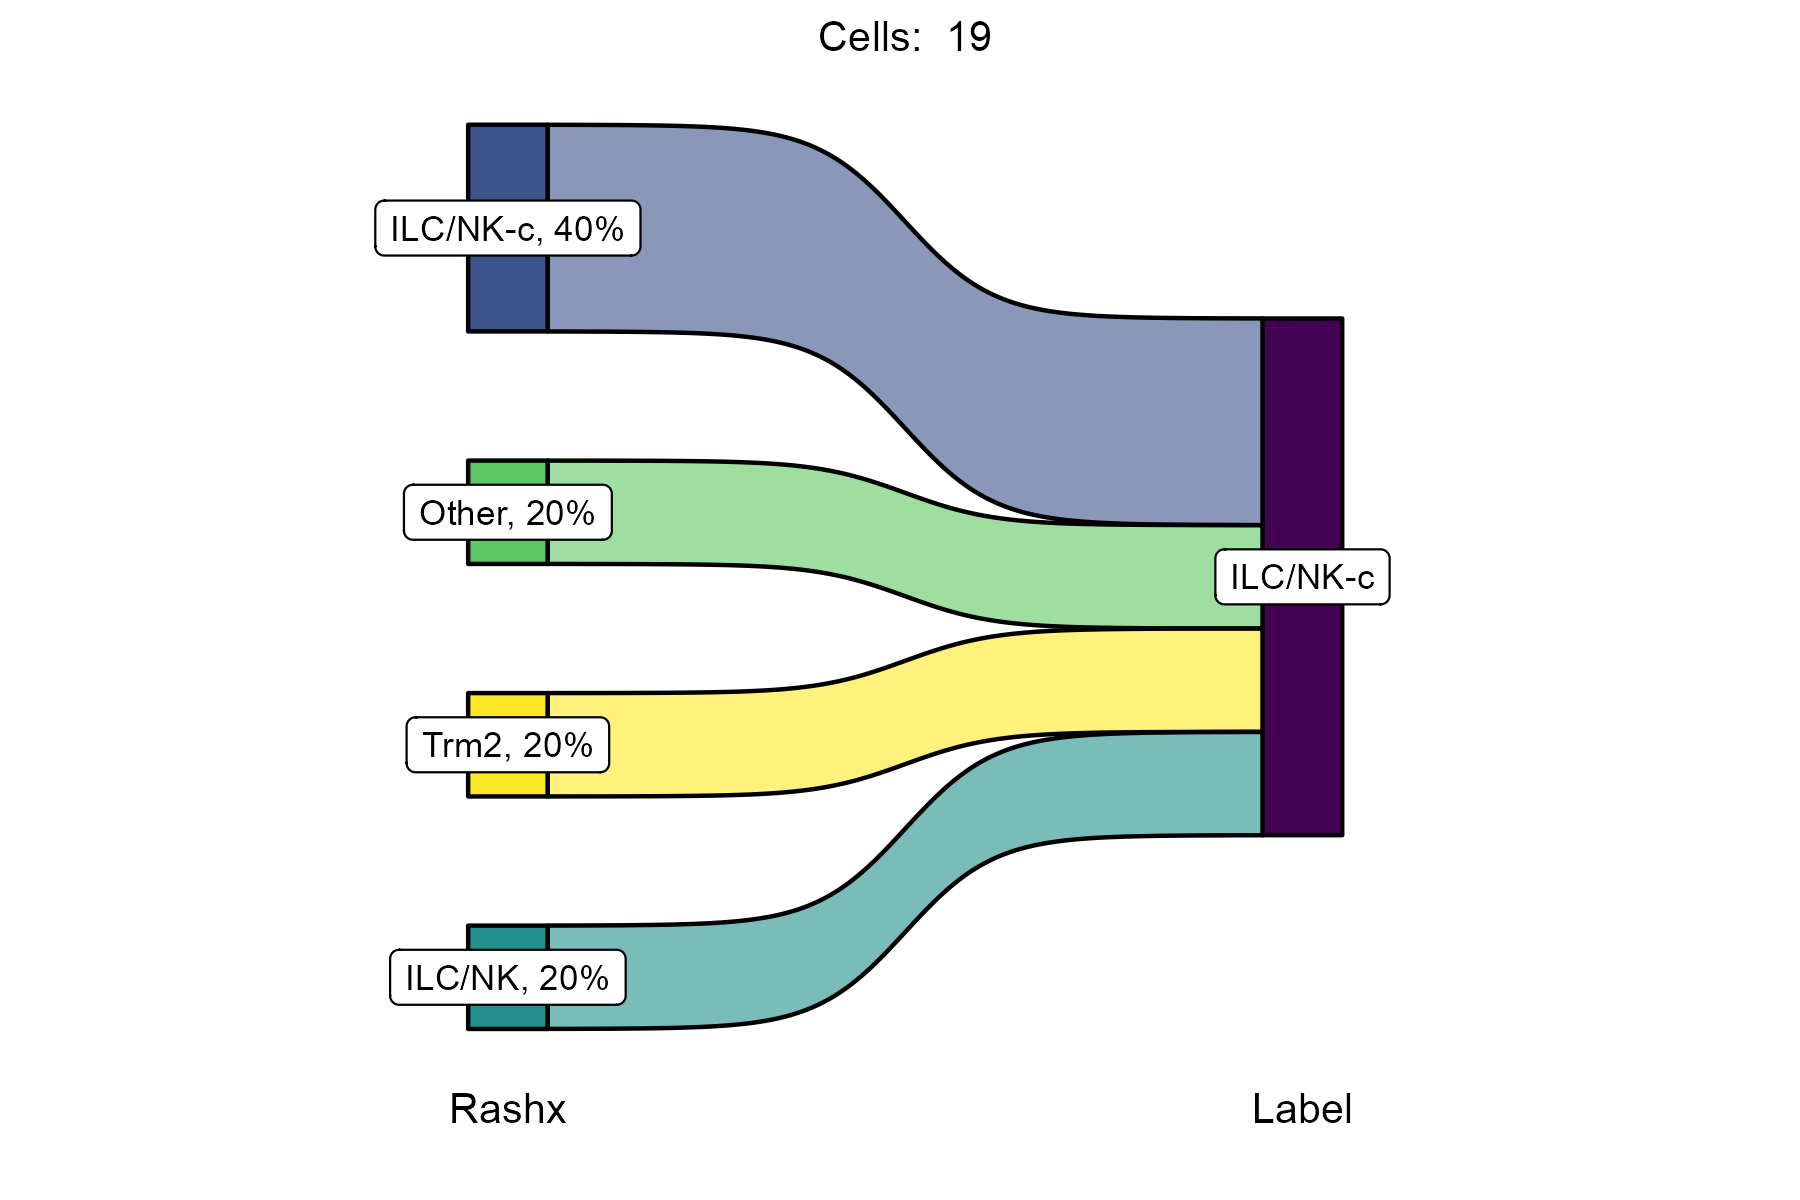 Cells:  19
ILC/NK-c, 40%
Other, 20%
ILC/NK-c
Trm2, 20%
ILC/NK, 20%
Rashx
Label